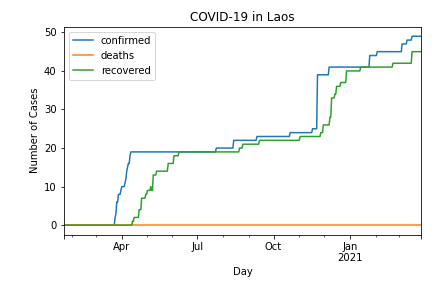 COVID-19 in Laos
confirmed
deaths
recovered
Number of Cases
50
40
30
20
10
0
Apr
Jul
Oct
Jan
2021
Day